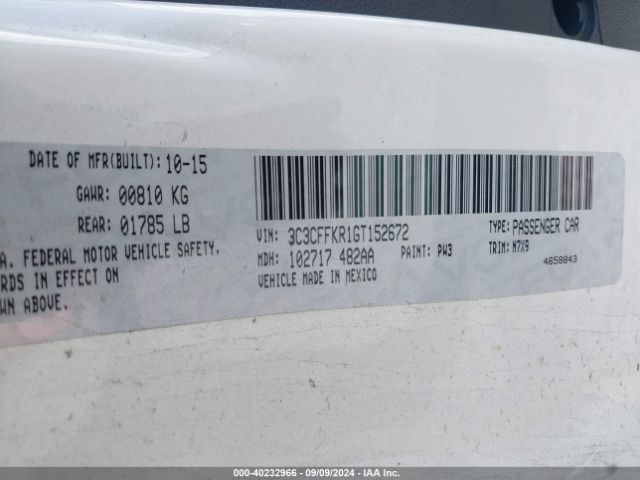 DATE OF MFR(BUILT): 10-15
GAWR: 00810 KG
REAR: 01785 LB
A. FEDERAL MOTOR VEHICLE SAFETY.
RDS IN EFFECT ON
WN ABOVE.
VIN: 3C3CFFKR1GT152672
TYPE: PASSENGER CAR
MDH: 102717 482AA
PAINT: PW3
TRIM: N7X9
VEHICLE MADE IN MEXICO
4658843
000-40232966 - 09/09/2024 - IAA Inc.